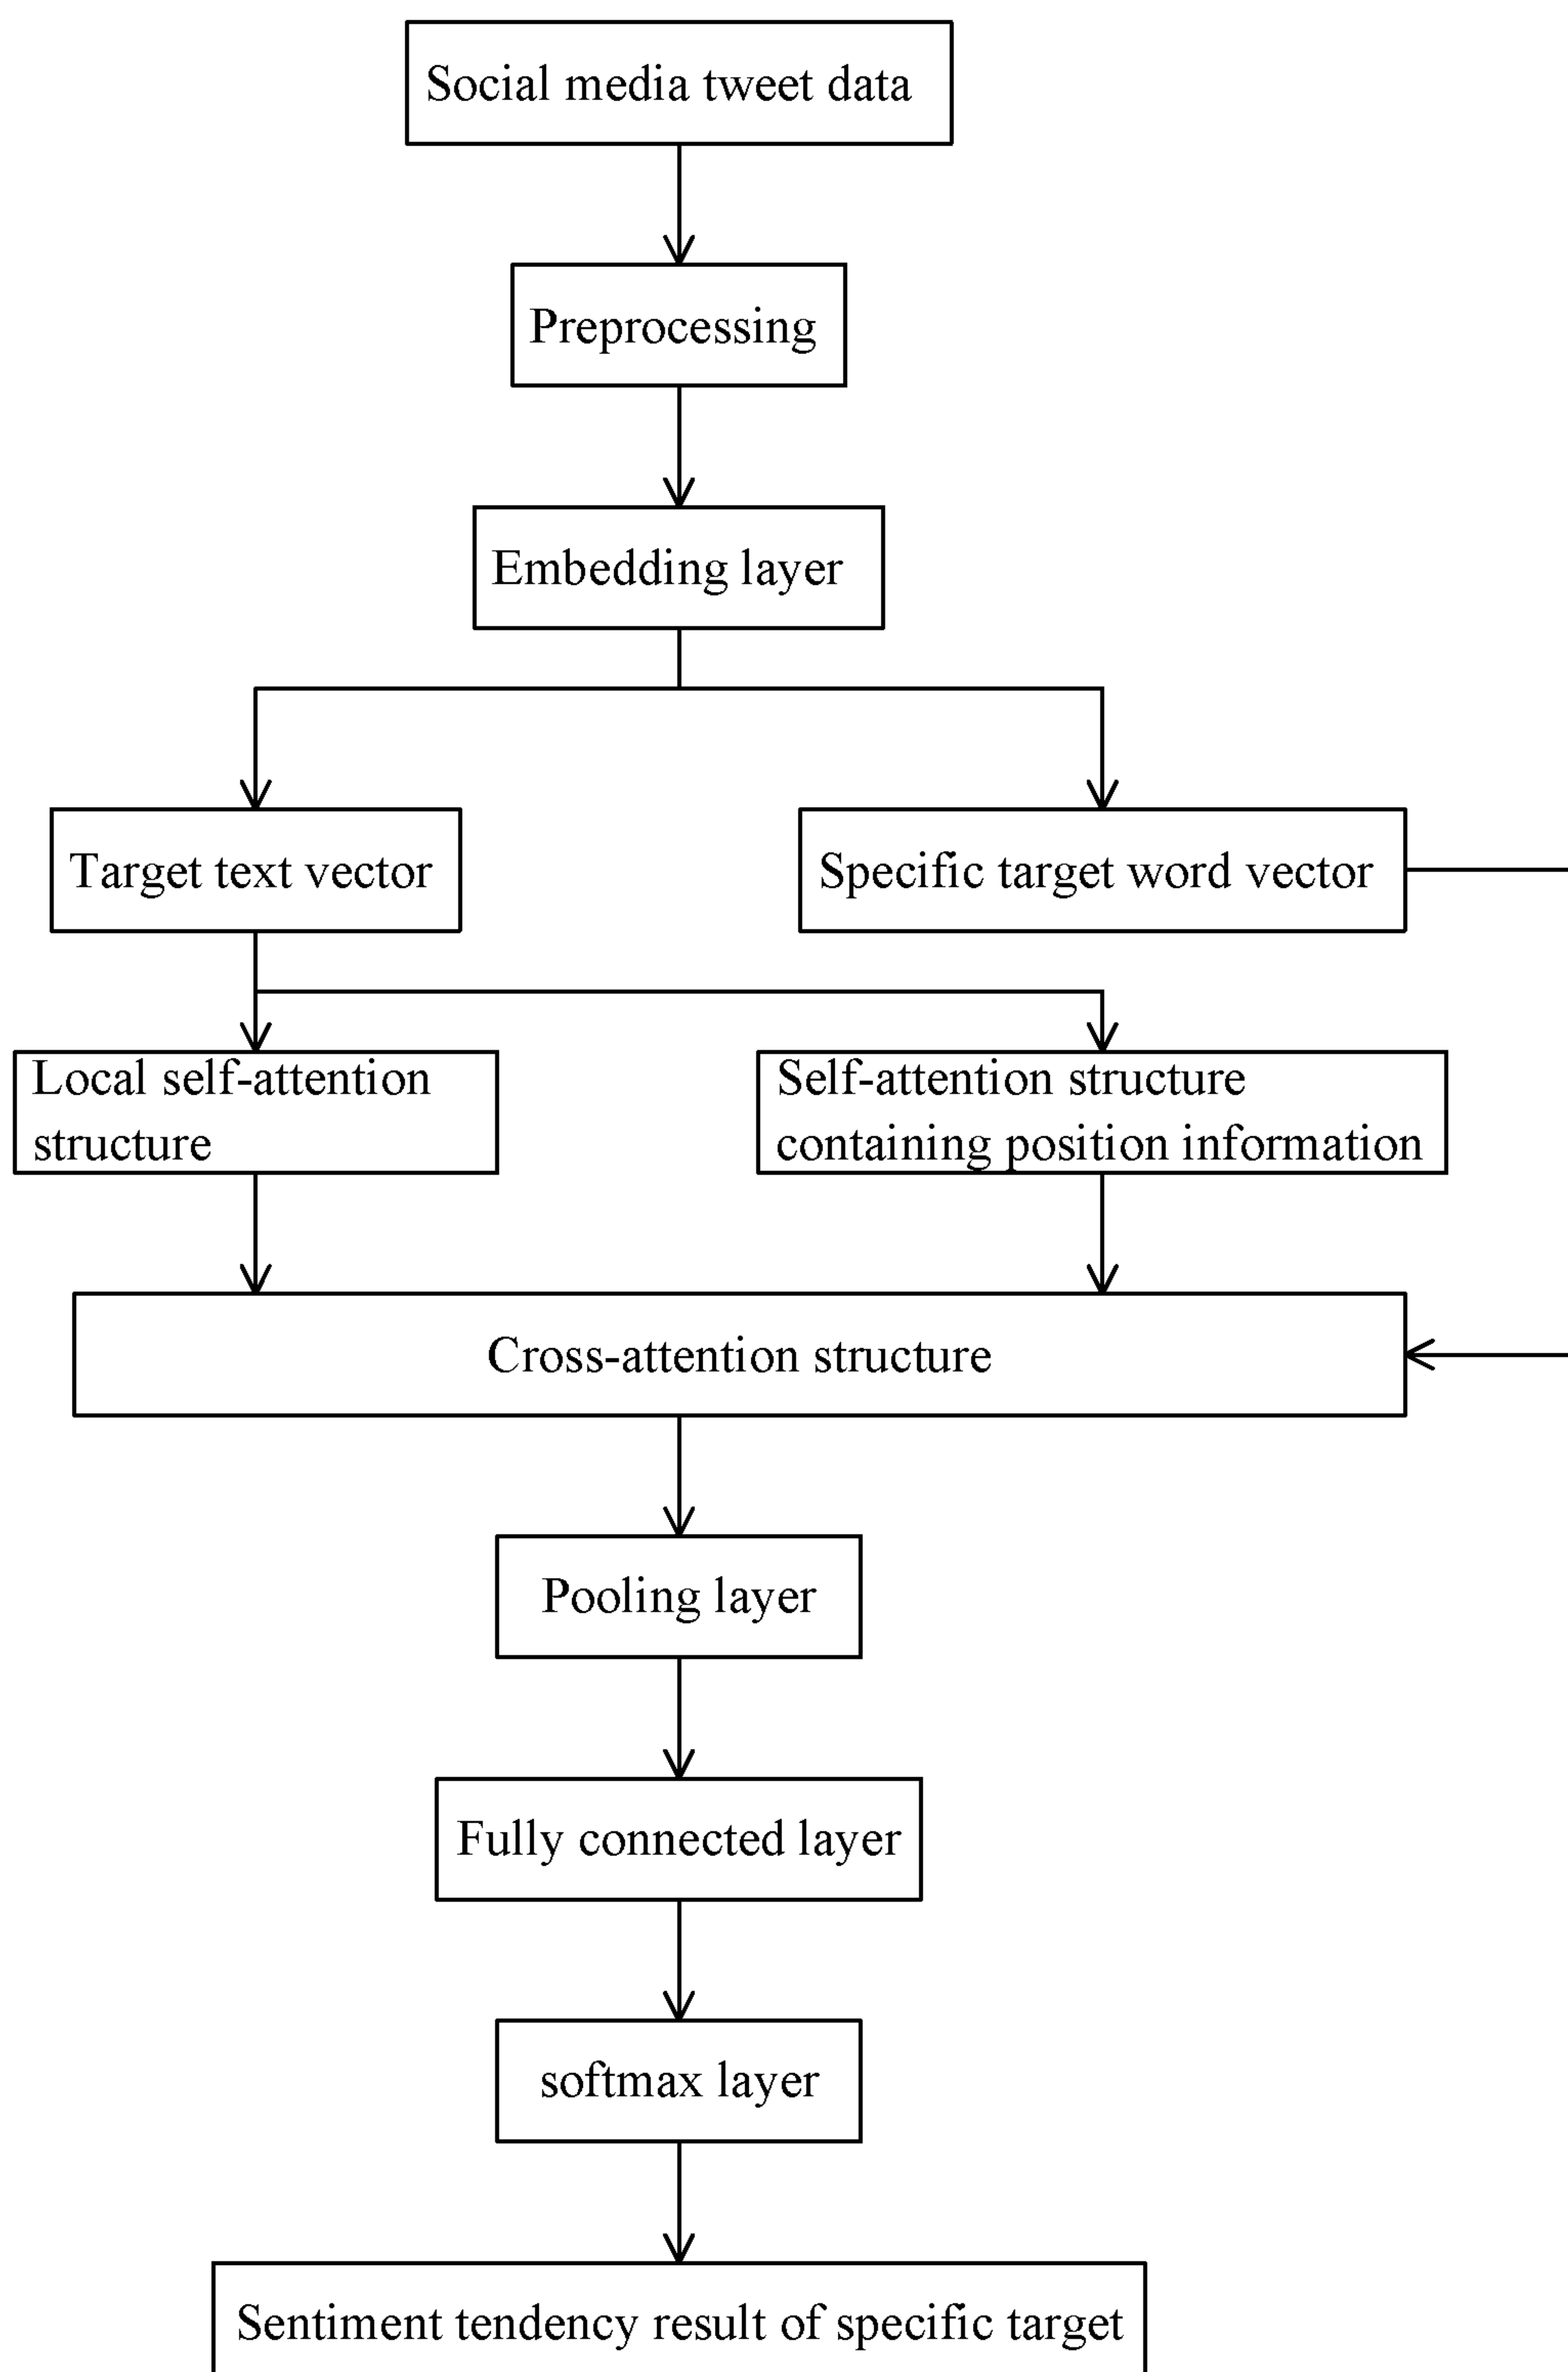 Social media tweet data
Preprocessing
Embedding layer
Target text vector
Specific target word vector
Local self-attention
structure
Self-attention structure
containing position information
Cross-attention structure
Pooling layer
Fully connected layer
softmax layer
Sentiment tendency result of specific target